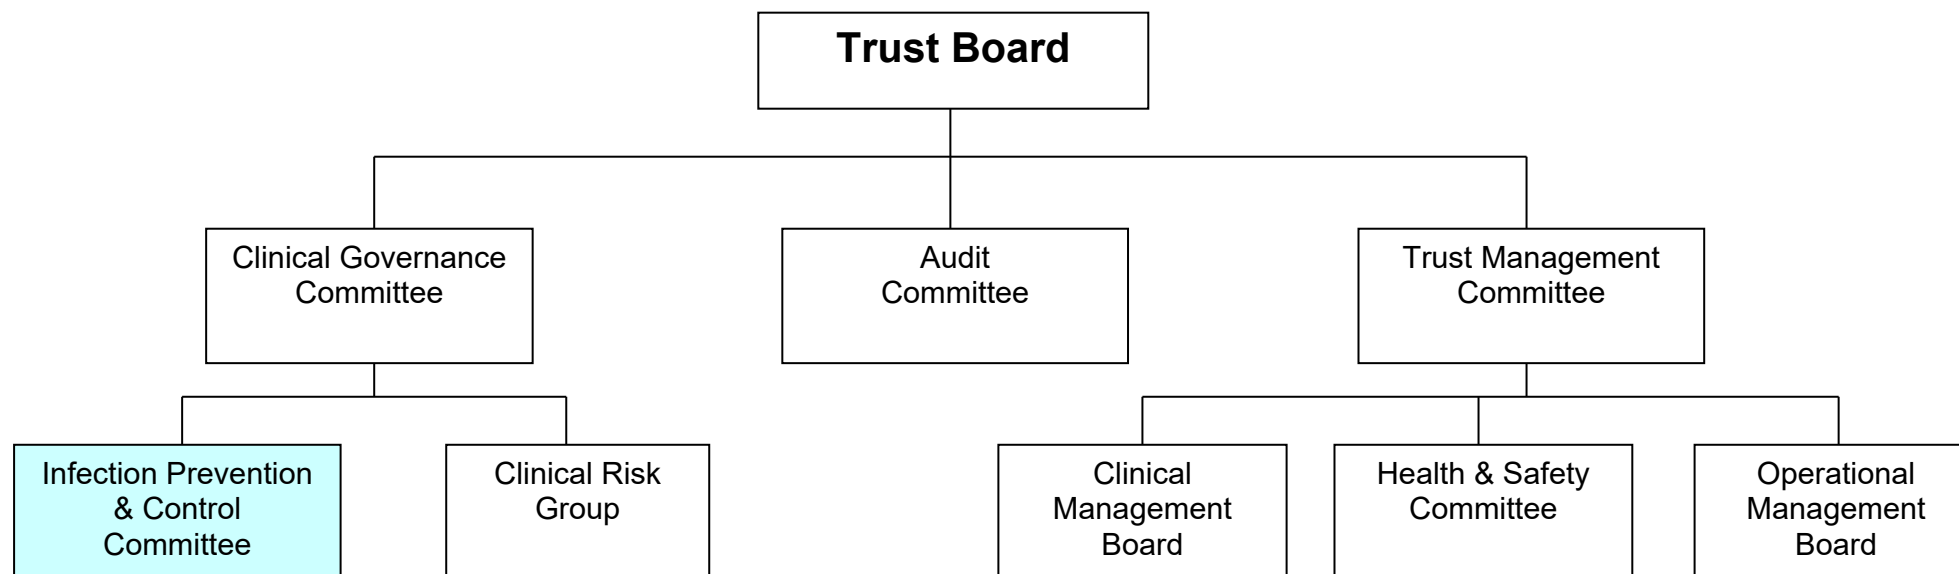 Trust Board
Clinical Governance
Committee
Audit
Committee
Trust Management
Committee
Infection Prevention
& Control
Committee
Clinical Risk
Group
Clinical
Management
Board
Health & Safety
Committee
Operational
Management
Board